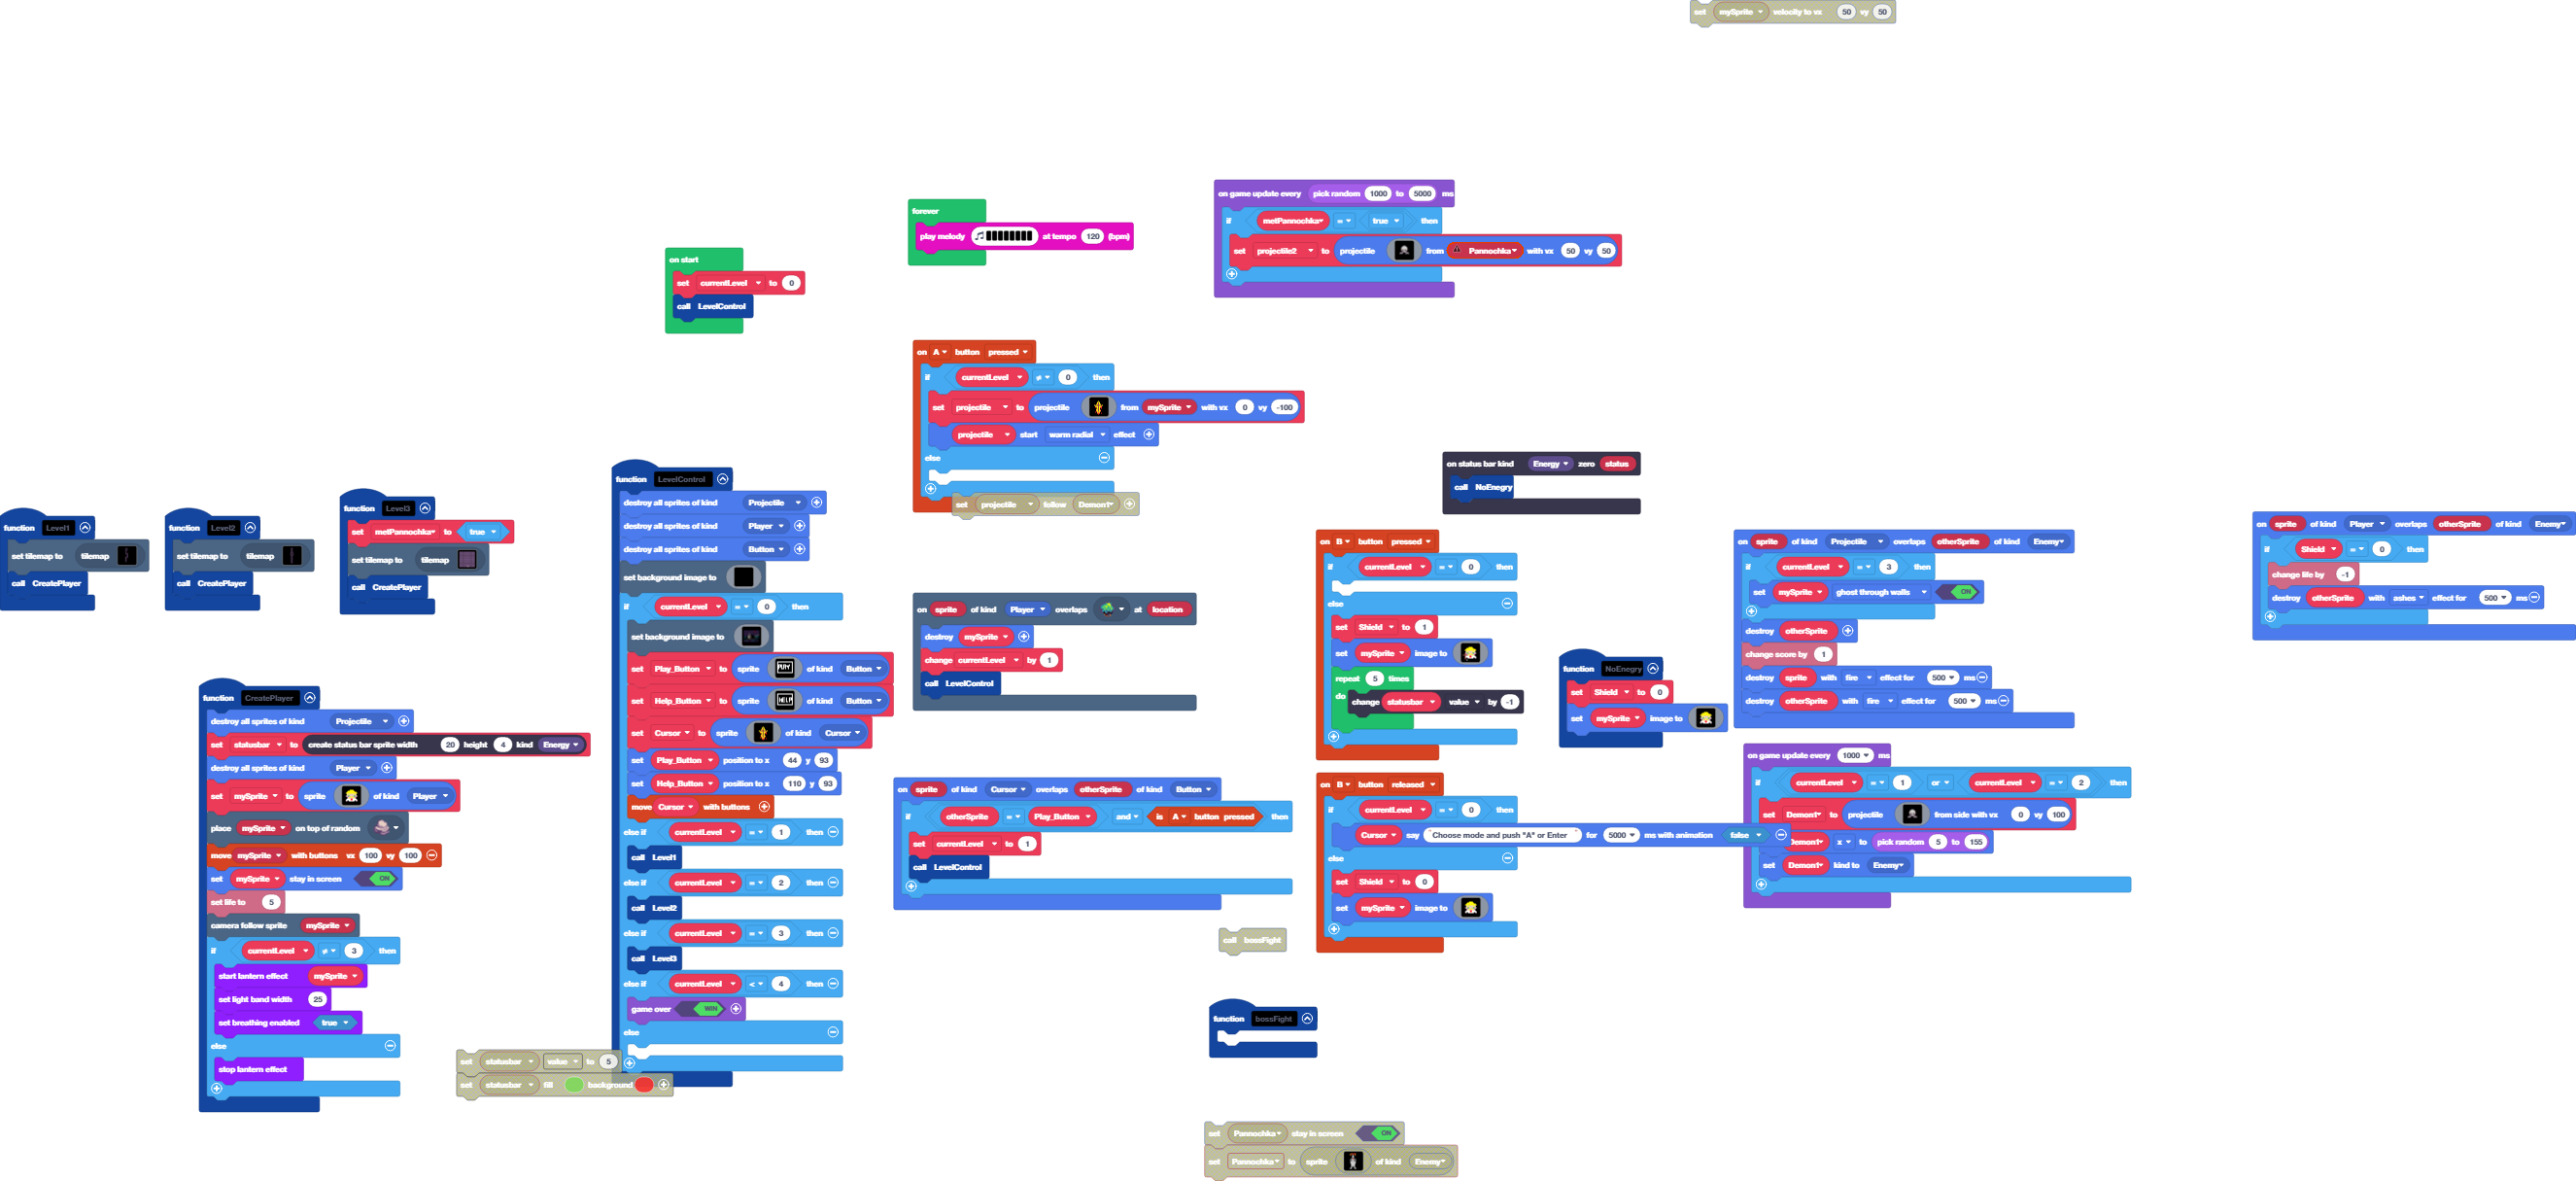 set mySprite velocity to vx 50 vy 50
on game update every pick random 1000 to 5000 ms
if metPannochka = true then
set projectile2 to projectile from Pannochka with vx 50 vy 50
forever
play melody at tempo 120 (bpm)
on start
set currentLevel to 0
call LevelControl
on A button pressed
if currentLevel ≠ 0 then
set projectile to projectile from mySprite with vx 0 vy -100
projectile start warm radial effect
else
set projectile follow Demon1
on status bar kind Energy zero status
call NoEnegry
function Level1
set tilemap to tilemap
call CreatePlayer
function Level2
set tilemap to tilemap
call CreatePlayer
function Level3
set metPannochka to true
set tilemap to tilemap
call CreatePlayer
function LevelControl
destroy all sprites of kind Projectile
destroy all sprites of kind Player
destroy all sprites of kind Button
set background image to
if currentLevel = 0 then
set background image to
set Play_Button to sprite PLAY of kind Button
set Help_Button to sprite HELP of kind Button
set Cursor to sprite of kind Cursor
set Play_Button position to x 44 y 93
set Help_Button position to x 110 y 93
move Cursor with buttons
else if currentLevel = 1 then
call Level1
else if currentLevel = 2 then
call Level2
else if currentLevel = 3 then
call Level3
else if currentLevel < 4 then
game over WIN
else
on sprite of kind Player overlaps at location
destroy mySprite
change currentLevel by 1
call LevelControl
on B button pressed
if currentLevel = 0 then
else
set Shield to 1
set mySprite image to
repeat 5 times
do change statusbar value by -1
function NoEnegry
set Shield to 0
set mySprite image to
on sprite of kind Projectile overlaps otherSprite of kind Enemy
if currentLevel = 3 then
set mySprite ghost through walls ON
destroy otherSprite
change score by 1
destroy sprite with fire effect for 500 ms
destroy otherSprite with fire effect for 500 ms
on sprite of kind Player overlaps otherSprite of kind Enemy
if Shield = 0 then
change life by -1
destroy otherSprite with ashes effect for 500 ms
function CreatePlayer
destroy all sprites of kind Projectile
set statusbar to create status bar sprite width 20 height 4 kind Energy
destroy all sprites of kind Player
set mySprite to sprite of kind Player
place mySprite on top of random
move mySprite with buttons vx 100 vy 100
set mySprite stay in screen ON
set life to 5
camera follow sprite mySprite
if currentLevel ≠ 3 then
start lantern effect mySprite
set light band width 25
set breathing enabled true
else
stop lantern effect
set statusbar value to 5
set statusbar fill background
on sprite of kind Cursor overlaps otherSprite of kind Button
if otherSprite = Play_Button and is A button pressed then
set currentLevel to 1
call LevelControl
on B button released
if currentLevel = 0 then
Cursor say "Choose mode and push "A" or Enter" for 5000 ms with animation false
else
set Shield to 0
set mySprite image to
on game update every 1000 ms
if currentLevel = 1 or currentLevel = 2 then
set Demon1 to projectile from side with vx 0 vy 100
Demon1 x to pick random 5 to 155
set Demon1 kind to Enemy
call bossFight
function bossFight
set Pannochka stay in screen ON
set Pannochka to sprite of kind Enemy